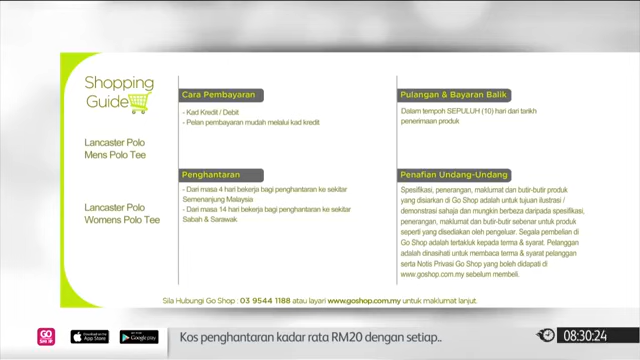 Shopping
Guide
Lancaster Polo
Mens Polo Tee
Lancaster Polo
Womens Polo Tee
Cara Pembayaran
- Kad Kredit / Debit
- Pelan pembayaran mudah melalui kad kredit
Penghantaran
- Dari masa 4 hari bekerja bagi penghantaran ke sekitar
Semenanjung Malaysia
- Dari masa 14 hari bekerja bagi penghantaran ke sekitar
Sabah & Sarawak
Pulangan & Bayaran Balik
Dalam tempoh SEPULUH (10) hari dari tarikh
penerimaan produk
Penafian Undang-Undang
Spesifikasi, penerangan, maklumat dan butir-butir produk
yang disiarkan di Go Shop adalah untuk tujuan ilustrasi /
demonstrasi sahaja dan mungkin berbeza daripada spesifikasi,
penerangan, maklumat dan butir-butir sebenar untuk produk
seperti yang disediakan oleh pengeluar. Segala pembelian di
Go Shop adalah tertakluk kepada terma & syarat. Pelanggan
adalah dinasihati untuk membaca terma & syarat
serta Notis Privasi Go Shop yang boleh didapati di
www.goshop.com.my sebelum membeli.
Sila Hubungi Go Shop : 03 9544 1188 atau layari www.goshop.com.my untuk maklumat lanjut.
GO SHOP
Download on the
App Store
Google play
Kos penghantaran kadar rata RM20 dengan setiap..
08:30:24